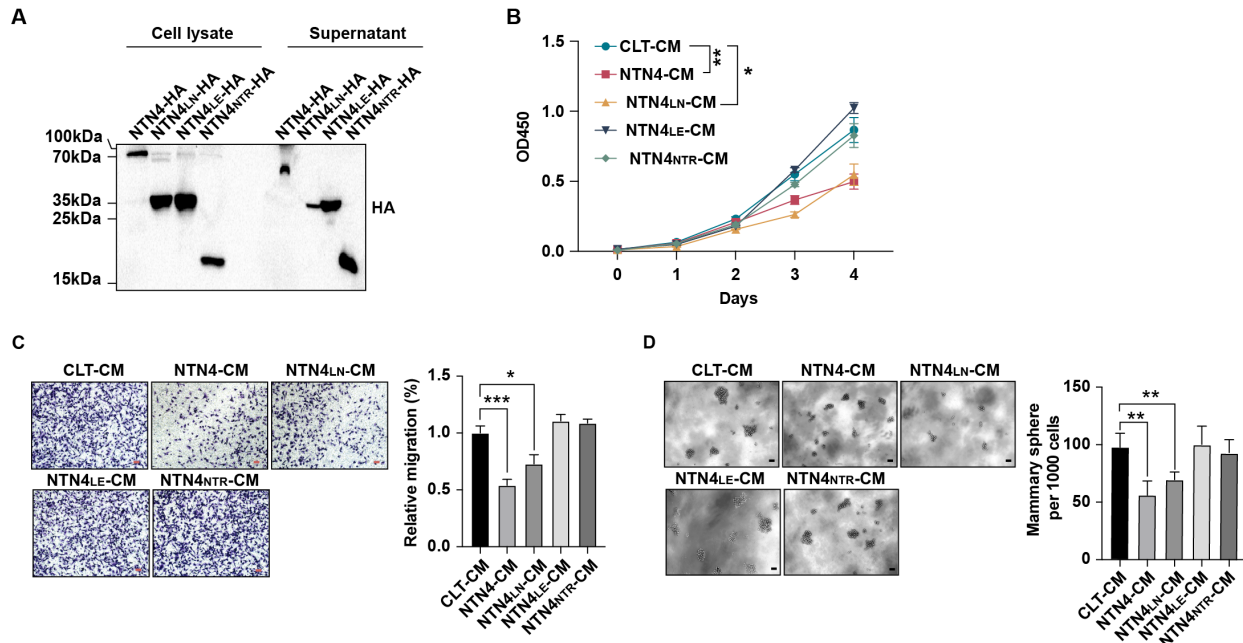 A
Cell lysate Supernatant
NTN4-HA NTN4LN-HA NTN4LE-HA NTN4NTR-HA NTN4-HA NTN4LN-HA NTN4LE-HA NTN4NTR-HA
100kDa
70kDa
35kDa
25kDa
15kDa
HA
B
1.5
1.0
0.5
0.0
OD450
0 1 2 3 4
Days
CLT-CM
NTN4-CM
NTN4LN-CM
NTN4LE-CM
NTN4NTR-CM
**
*
C
CLT-CM NTN4-CM NTN4LN-CM
NTN4LE-CM NTN4NTR-CM
Relative migration (%)
1.5
1.0
0.5
0.0
*
***
CLT-CM NTN4-CM NTN4LN-CM NTN4LE-CM NTN4NTR-CM
D
CLT-CM NTN4-CM NTN4LN-CM
NTN4LE-CM NTN4NTR-CM
Mammary sphere
per 1000 cells
150
100
50
0
**
**
CLT-CM NTN4-CM NTN4LN-CM NTN4LE-CM NTN4NTR-CM